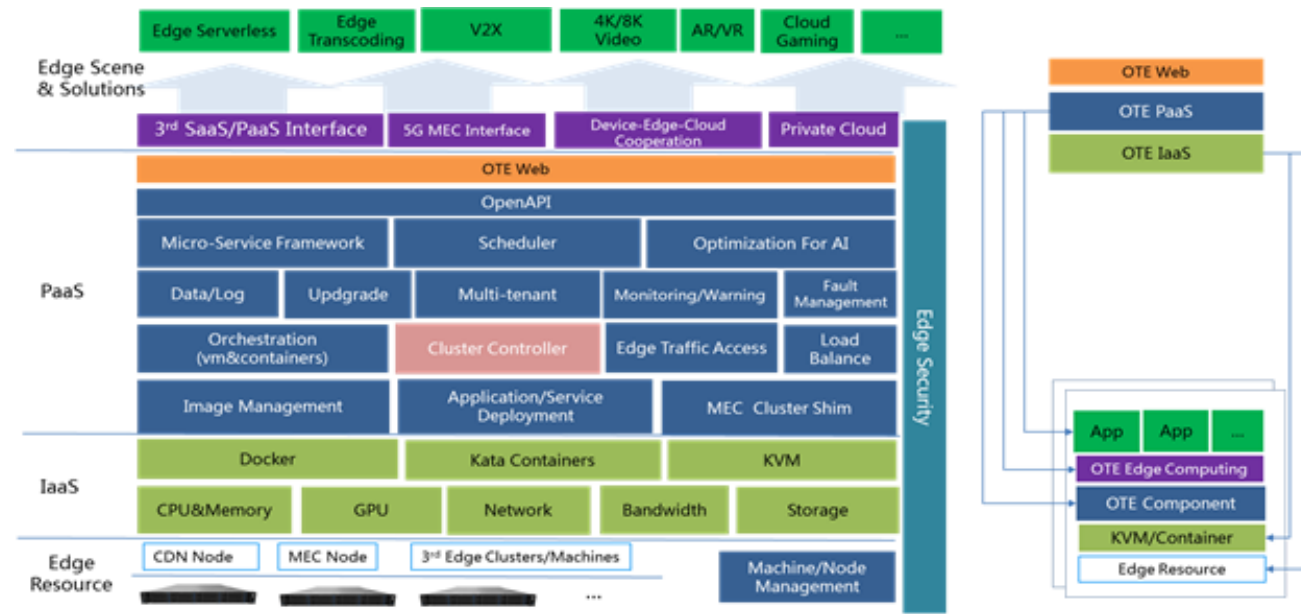 Edge Serverless
Edge
Transcoding
V2X
4K/8K
Video
AR/VR
Cloud
Gaming
...
Edge Scene
& Solutions
3rd SaaS/PaaS Interface
5G MEC Interface
Device-Edge-Cloud
Cooperation
Private Cloud
PaaS
OTE Web
OpenAPI
Micro-Service Framework
Scheduler
Optimization For AI
Data/Log
Updgrade
Multi-tenant
Monitoring/Warning
Fault
Management
Orchestration
(vm&containers)
Cluster Controller
Edge Traffic Access
Load
Balance
Image Management
Application/Service
Deployment
MEC Cluster Shim
IaaS
Docker
Kata Containers
KVM
CPU&Memory
GPU
Network
Bandwidth
Storage
Edge
Resource
CDN Node
MEC Node
3rd Edge Clusters/Machines
...
Machine/Node
Management
Edge Security
OTE Web
OTE PaaS
OTE IaaS
App
App
...
OTE Edge Computing
OTE Component
KVM/Container
Edge Resource